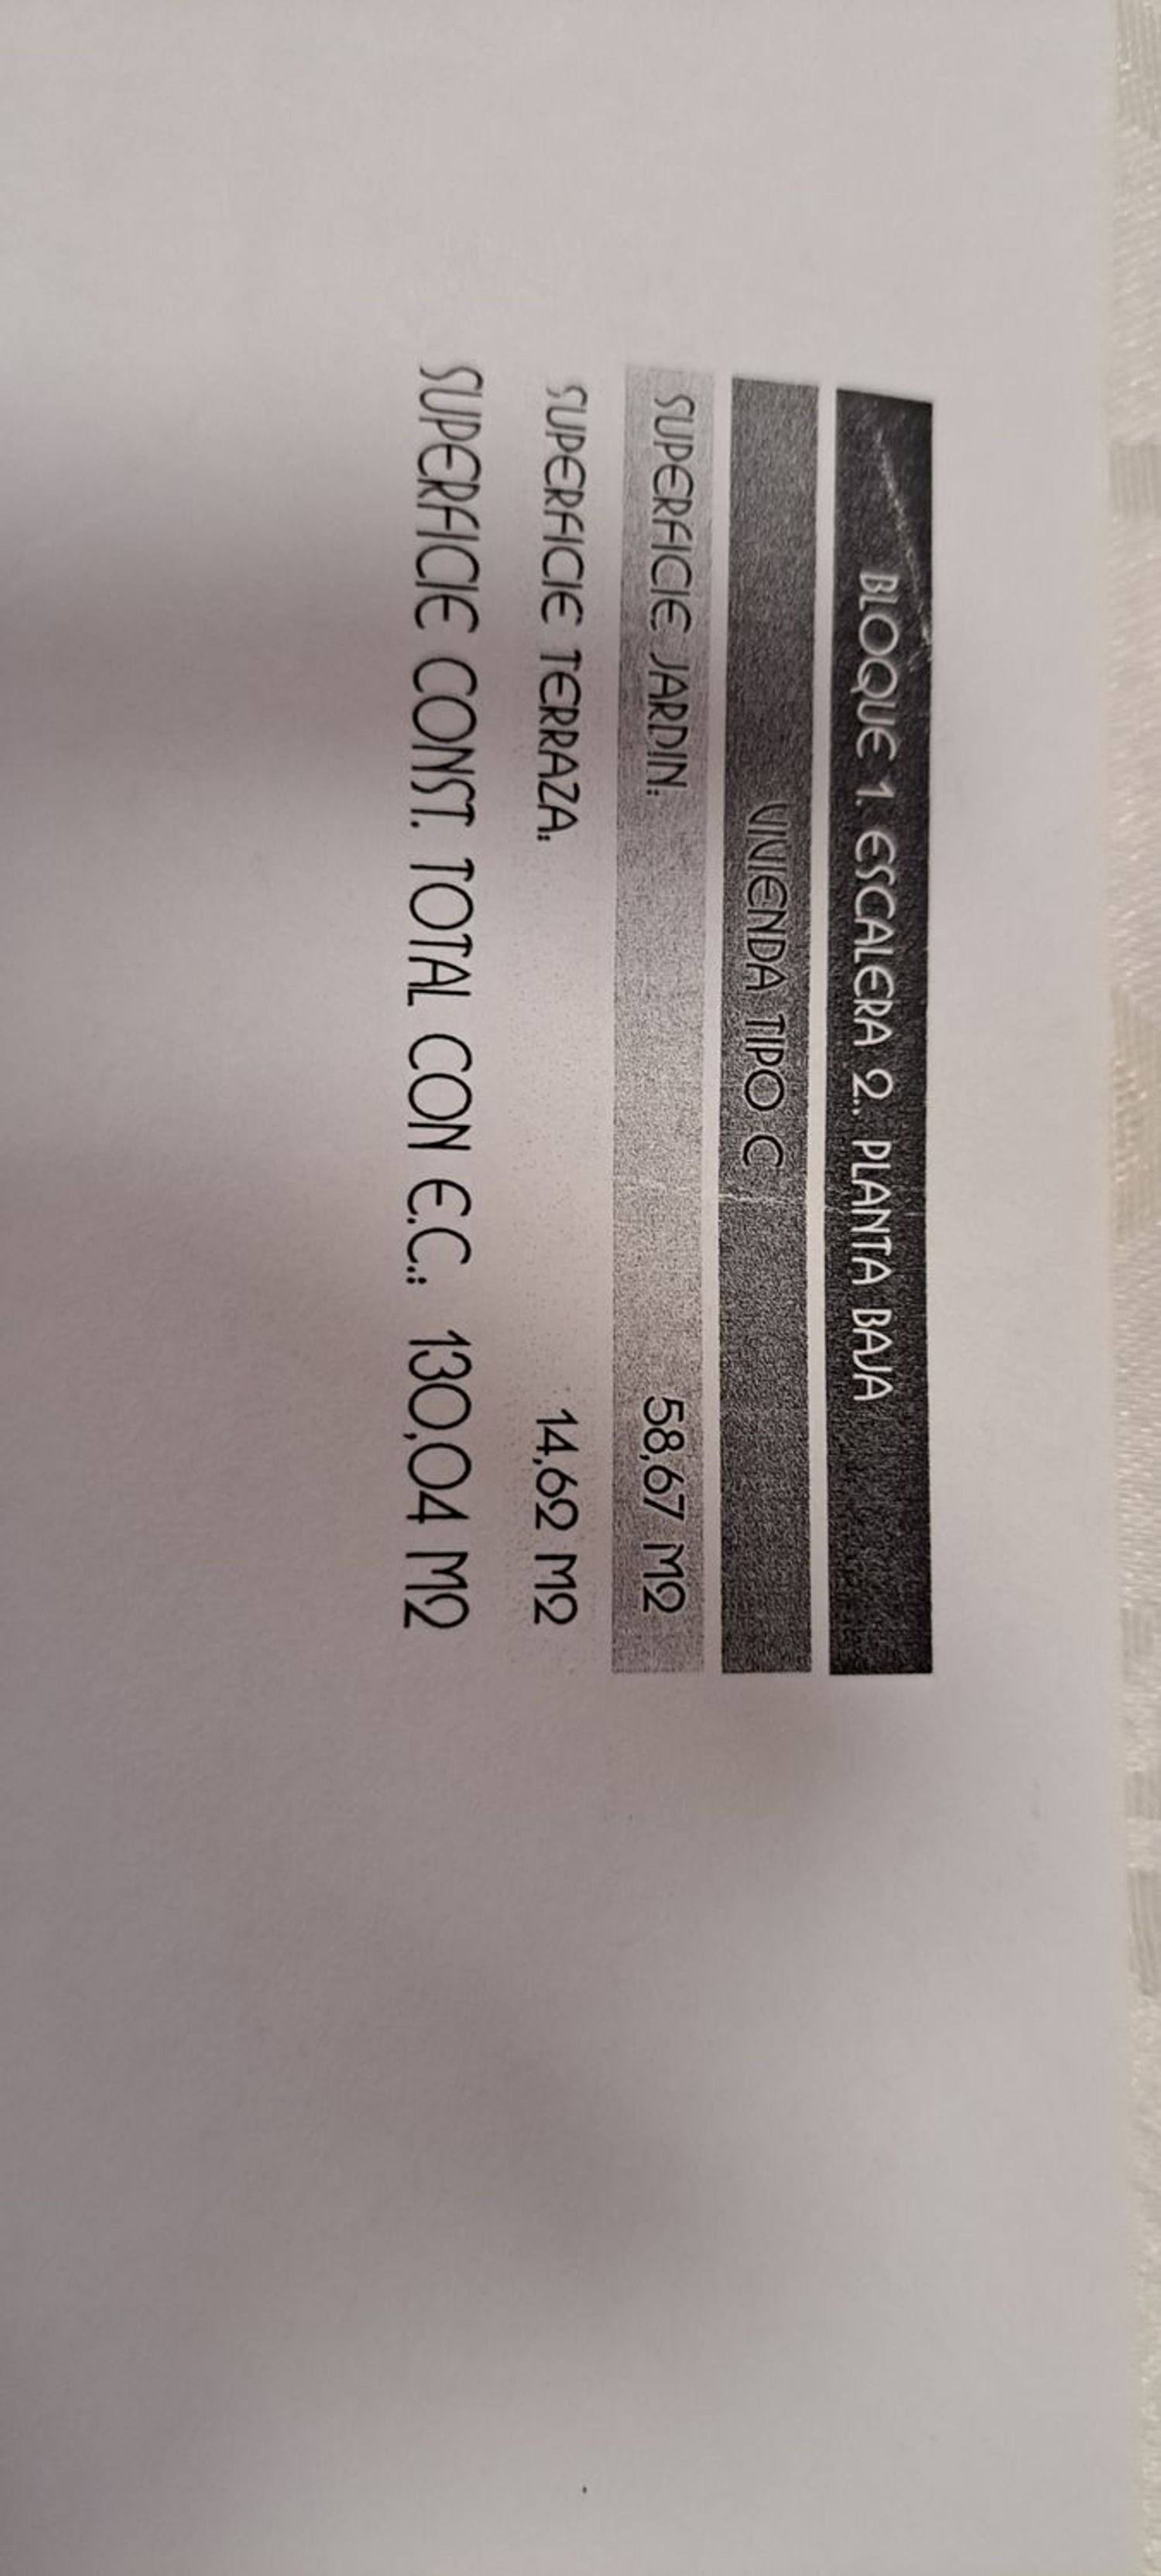 BLOQUE 1. ESCALERA 2.. PLANTA BAJA
VIVIENDA TIPO C
SUPERFICIE JARDIN: 58,67 M2
SUPERFICIE TERRAZA: 14,62 M2
SUPERFICIE CONST. TOTAL CON E.C.: 130,04 M2